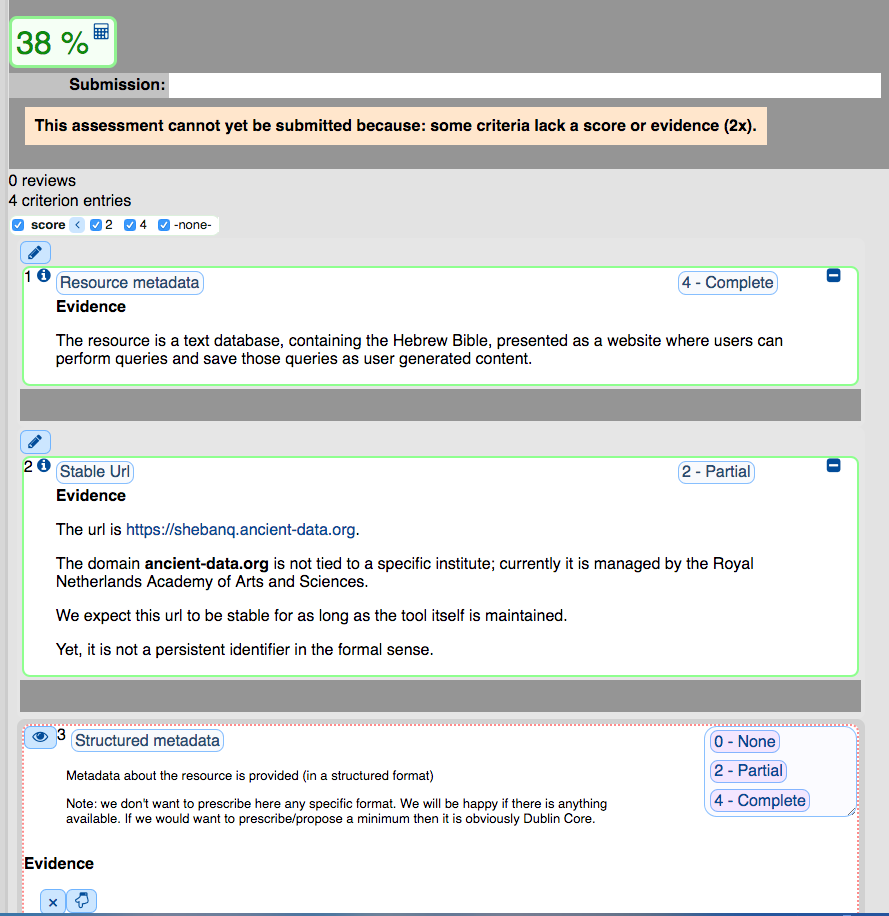 38 %
Submission:
This assessment cannot yet be submitted because: some criteria lack a score or evidence (2x).
0 reviews
4 criterion entries
score 2 4 -none-
1 Resource metadata 4 - Complete
Evidence
The resource is a text database, containing the Hebrew Bible, presented as a website where users can
perform queries and save those queries as user generated content.
2 Stable Url 2 - Partial
Evidence
The url is https://shebanq.ancient-data.org.
The domain ancient-data.org is not tied to a specific institute; currently it is managed by the Royal
Netherlands Academy of Arts and Sciences.
We expect this url to be stable for as long as the tool itself is maintained.
Yet, it is not a persistent identifier in the formal sense.
3 Structured metadata
0 - None
2 - Partial
4 - Complete
Metadata about the resource is provided (in a structured format)
Note: we don't want to prescribe here any specific format. We will be happy if there is anything
available. If we would want to prescribe/propose a minimum then it is obviously Dublin Core.
Evidence